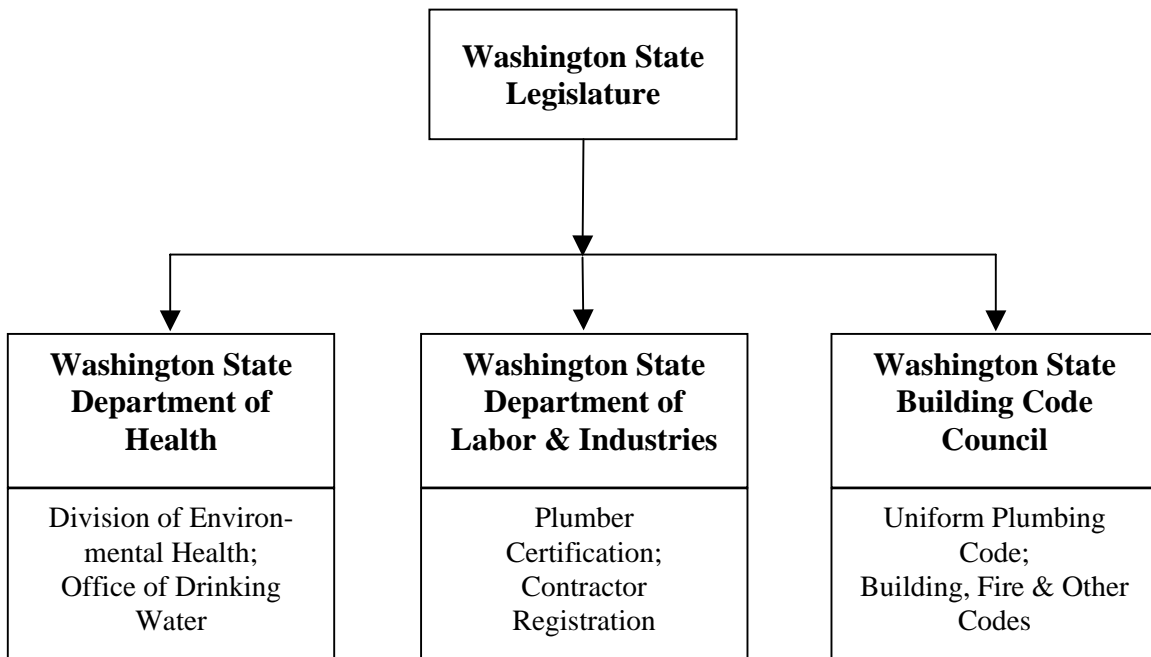 Washington State
Legislature
Washington State
Department of
Health
Division of Environ-
mental Health;
Office of Drinking
Water
Washington State
Department of
Labor & Industries
Plumber
Certification;
Contractor
Registration
Washington State
Building Code
Council
Uniform Plumbing
Code;
Building, Fire & Other
Codes